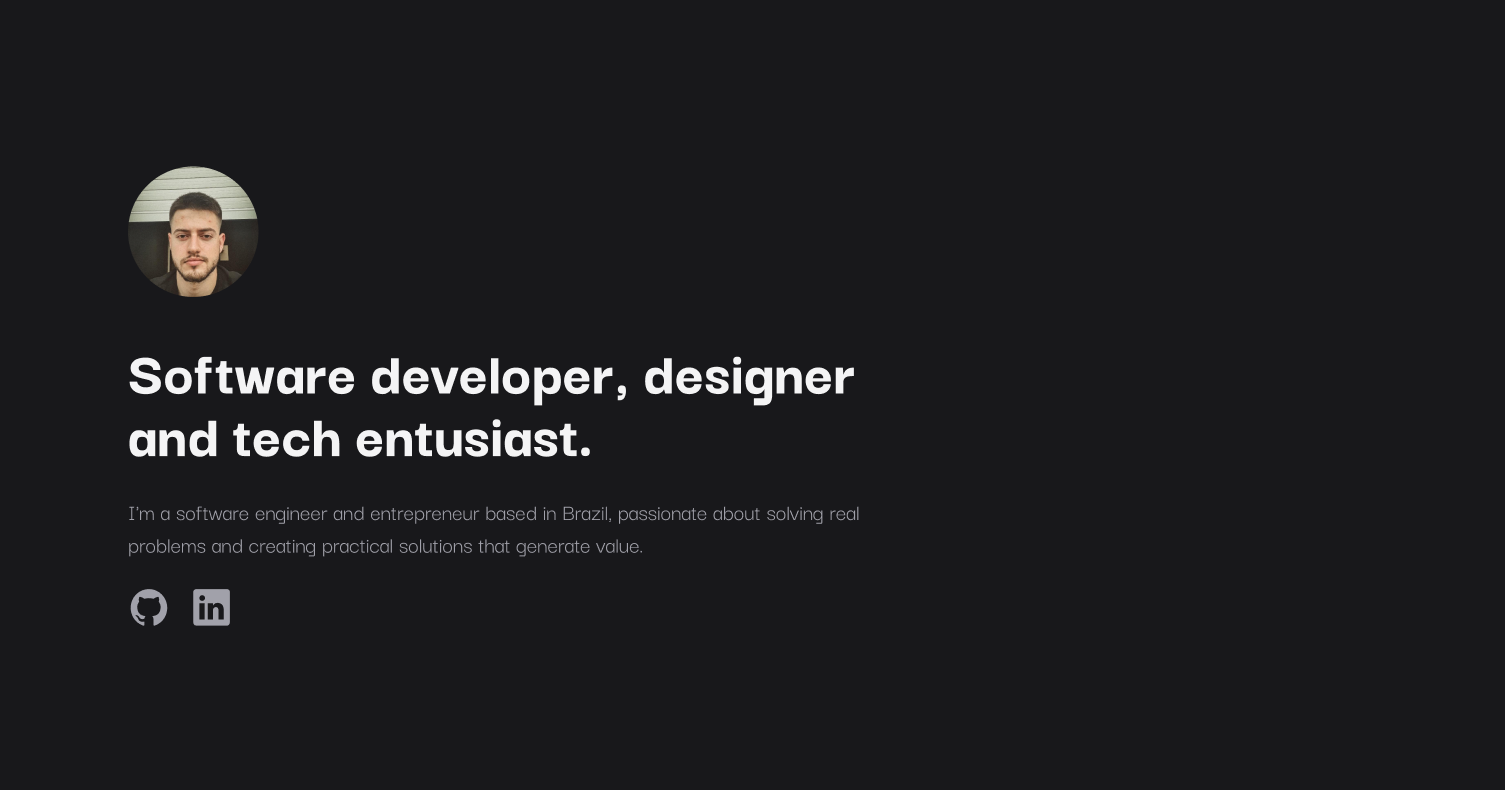 Software developer, designer
and tech entusiast.
I'm a software engineer and entrepreneur based in Brazil, passionate about solving real
problems and creating practical solutions that generate value.
in